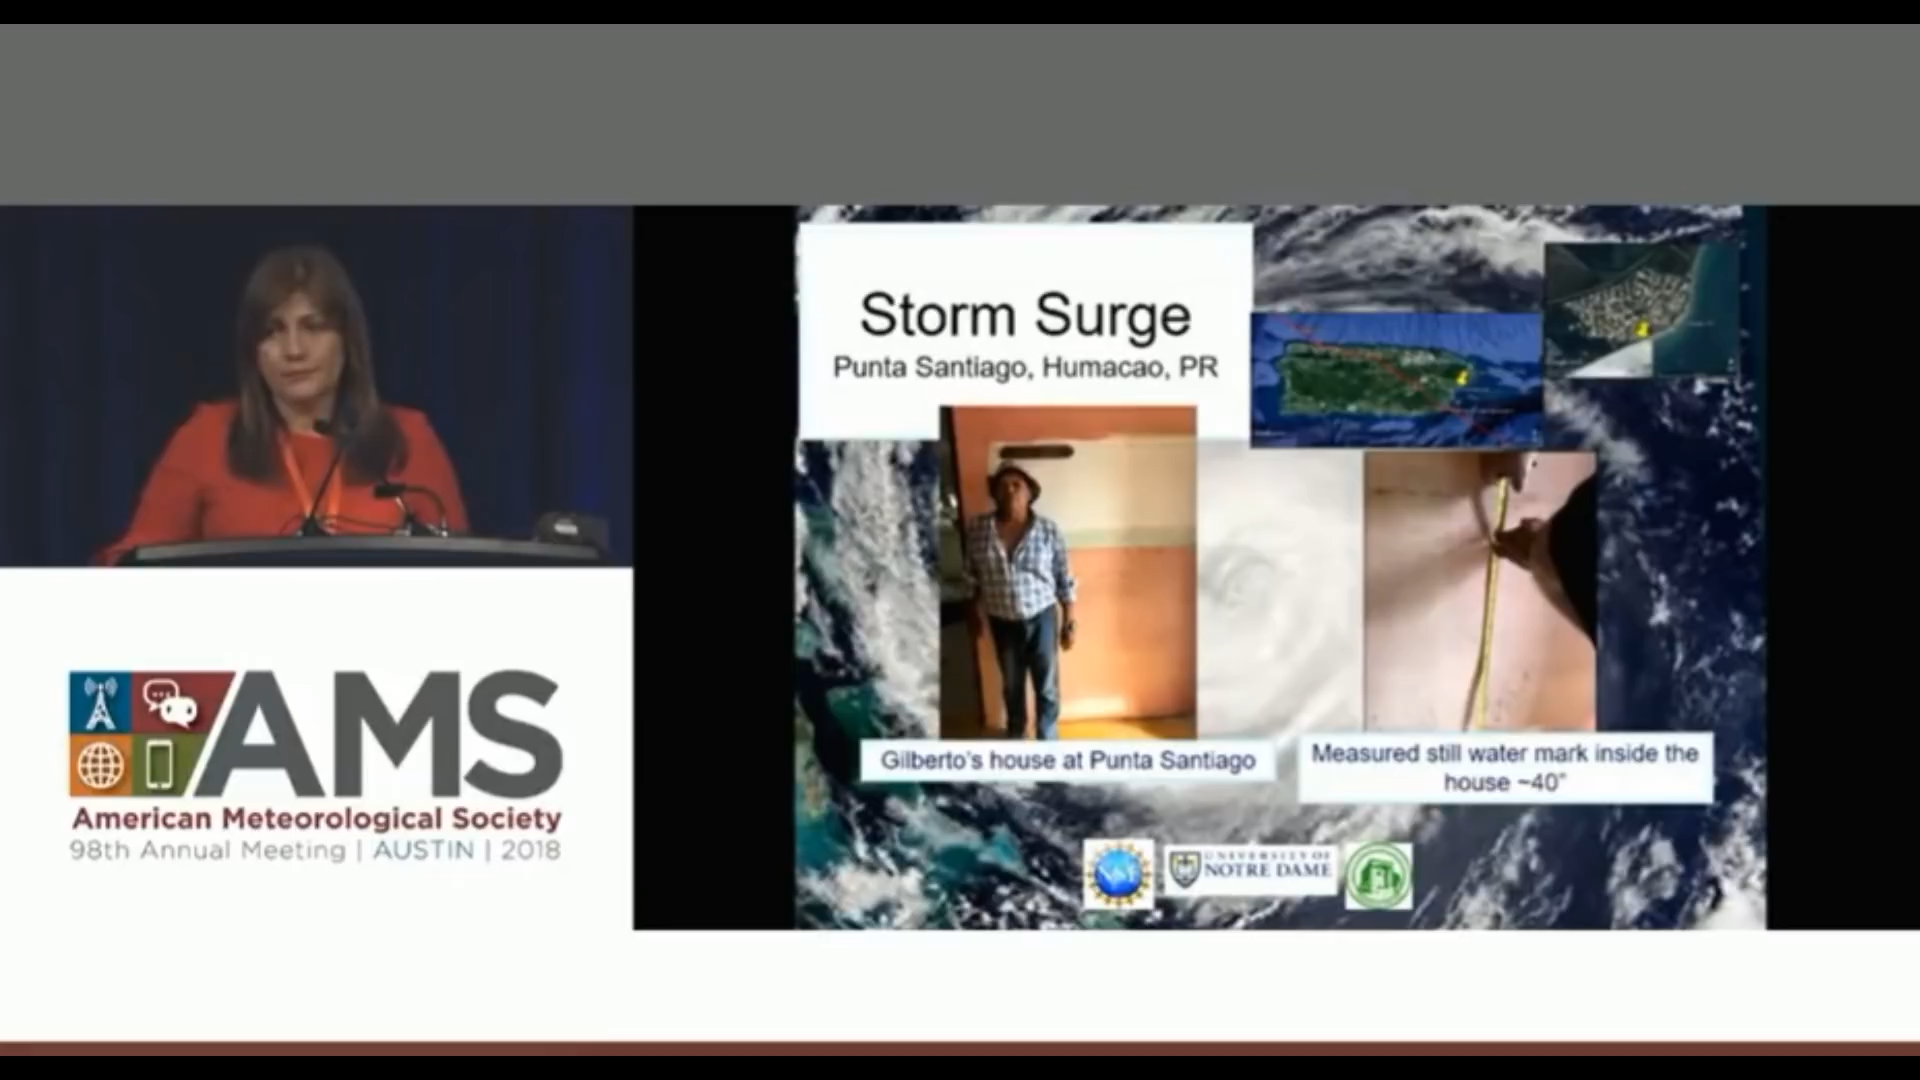 Storm Surge
Punta Santiago, Humacao, PR
Gilberto's house at Punta Santiago
Measured still water mark inside the
house ~40"
NSF
UNIVERSITY OF
NOTRE DAME
AMS
American Meteorological Society
98th Annual Meeting | AUSTIN | 2018